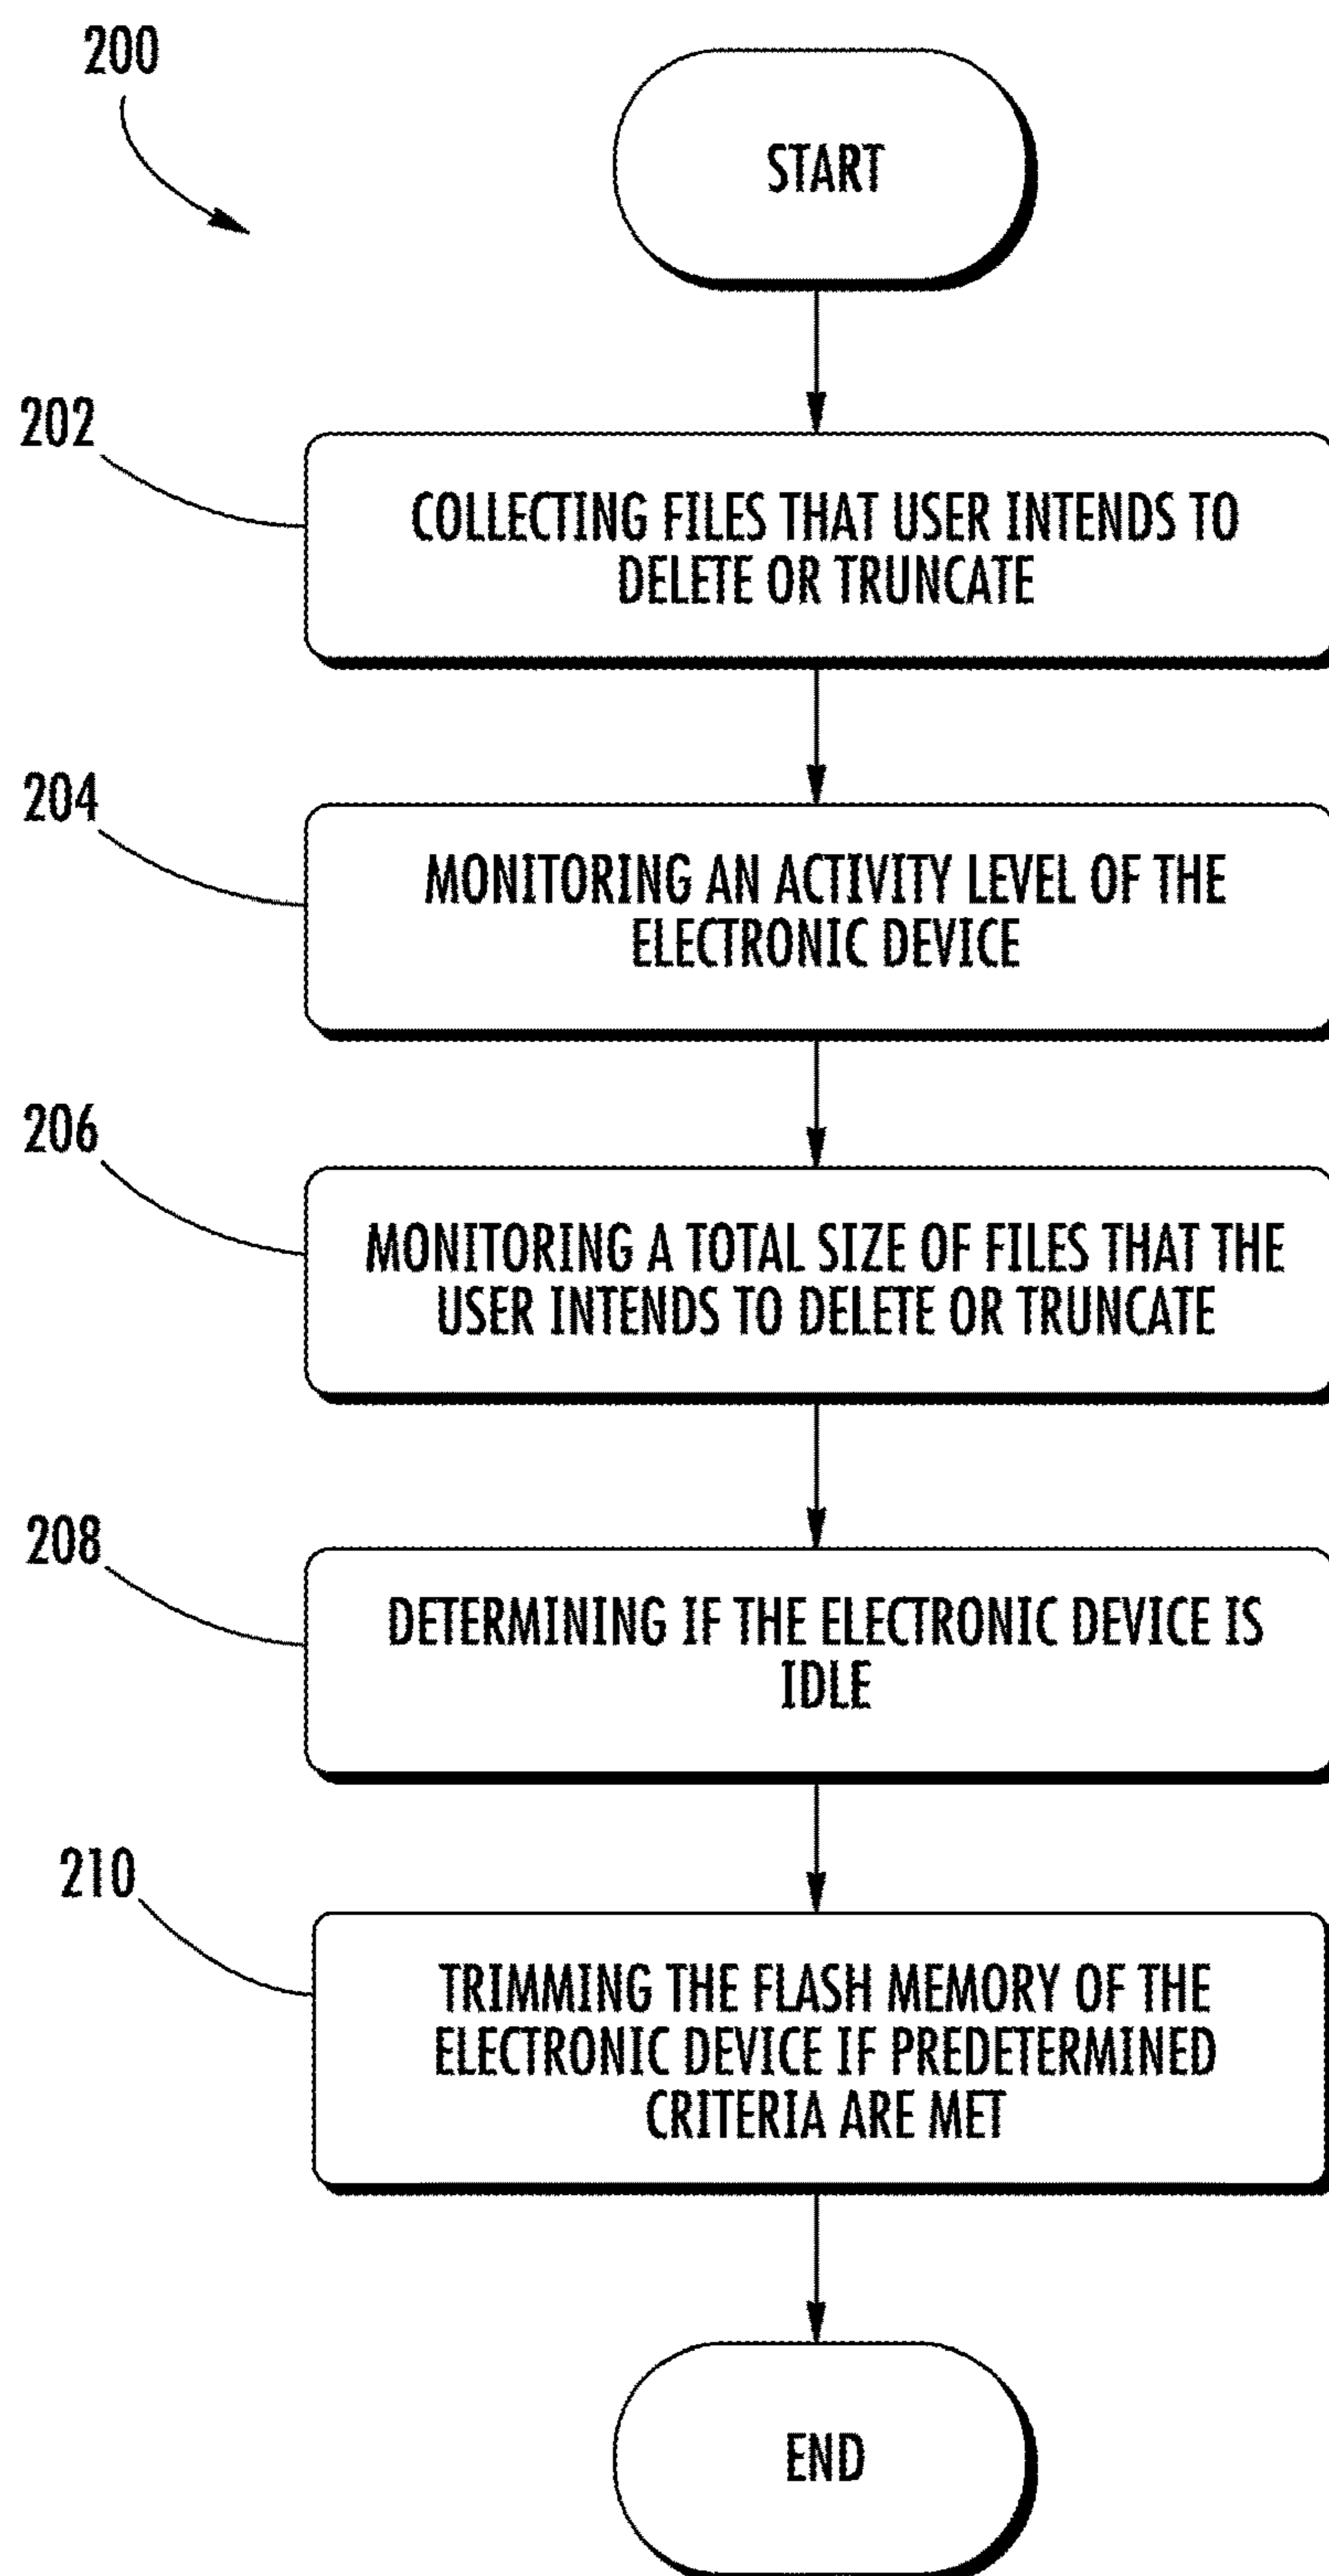 200
START
202
COLLECTING FILES THAT USER INTENDS TO
DELETE OR TRUNCATE
204
MONITORING AN ACTIVITY LEVEL OF THE
ELECTRONIC DEVICE
206
MONITORING A TOTAL SIZE OF FILES THAT THE
USER INTENDS TO DELETE OR TRUNCATE
208
DETERMINING IF THE ELECTRONIC DEVICE IS
IDLE
210
TRIMMING THE FLASH MEMORY OF THE
ELECTRONIC DEVICE IF PREDETERMINED
CRITERIA ARE MET
END